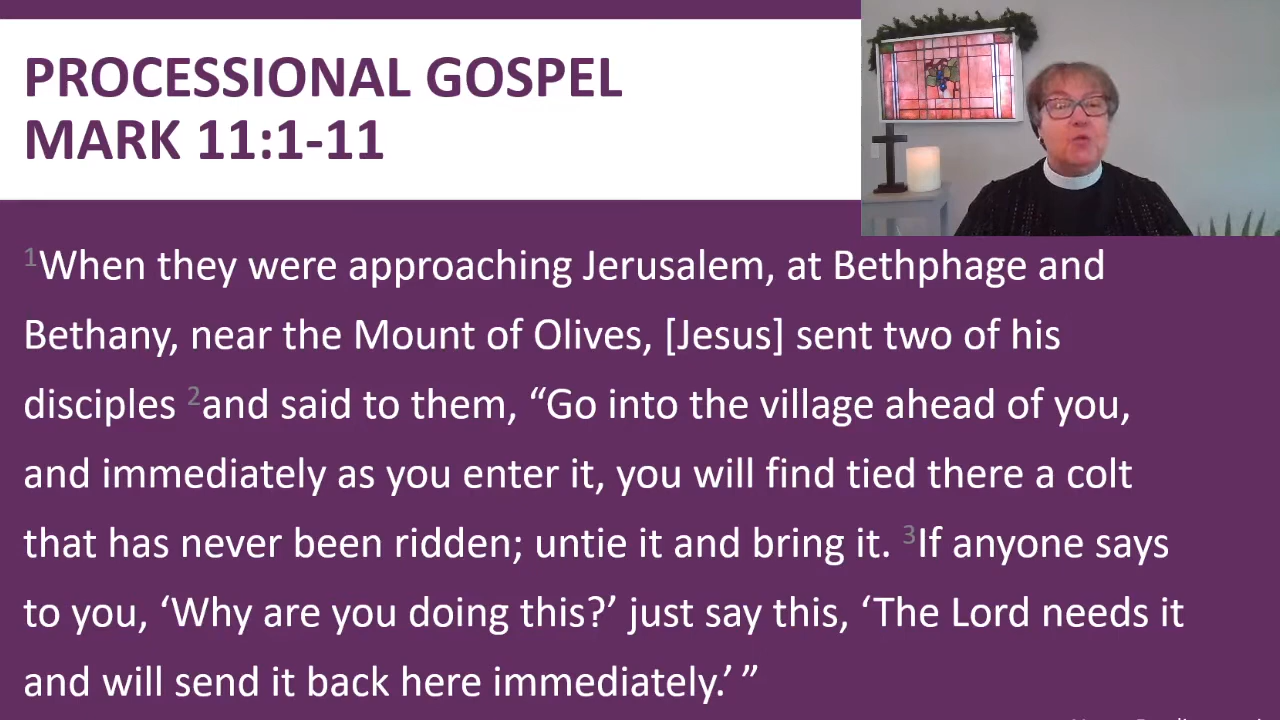 PROCESSIONAL GOSPEL
MARK 11:1-11
1When they were approaching Jerusalem, at Bethphage and
Bethany, near the Mount of Olives, [Jesus] sent two of his
disciples 2and said to them, “Go into the village ahead of you,
and immediately as you enter it, you will find tied there a colt
that has never been ridden; untie it and bring it. 3If anyone says
to you, ‘Why are you doing this?’ just say this, ‘The Lord needs it
and will send it back here immediately.’ ”